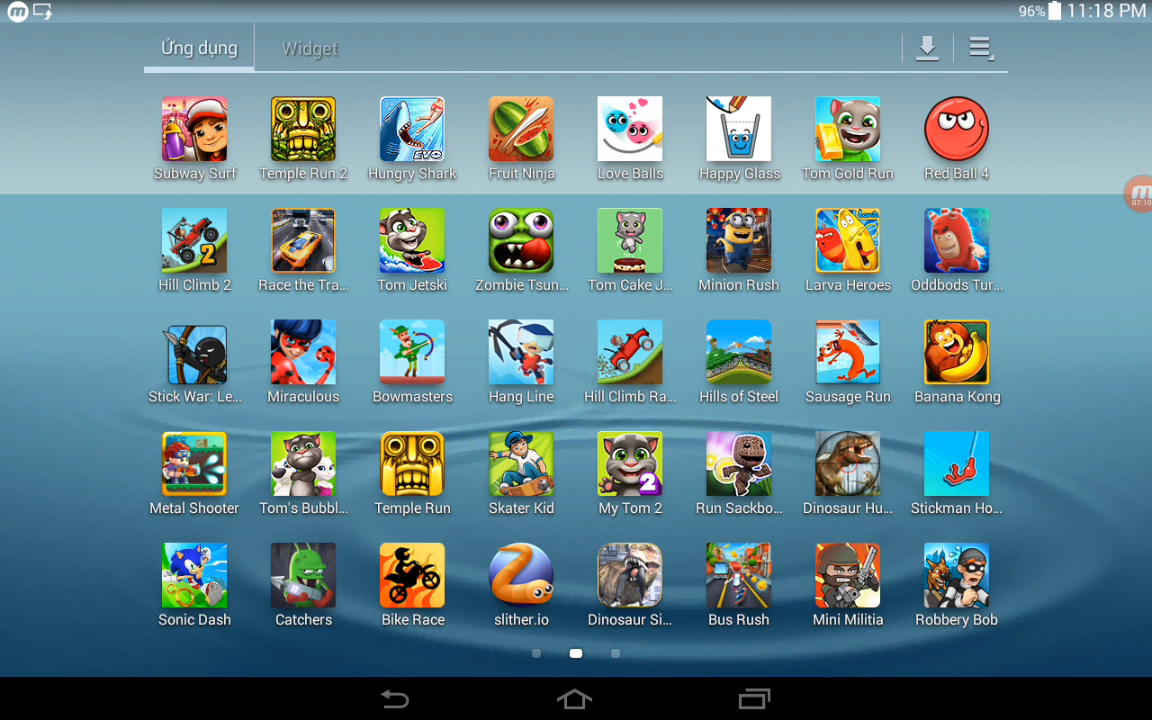 96% 11:18 PM
Ứng dụng Widget
Subway Surf Temple Run 2 Hungry Shark Fruit Ninja Love Balls Happy Glass Tom Gold Run Red Ball 4
07:10
Hill Climb 2 Race the Tra... Tom Jetski Zombie Tsun... Tom Cake J... Minion Rush Larva Heroes Oddbods Tur...
Stick War: Le... Miraculous Bowmasters Hang Line Hill Climb Ra... Hills of Steel Sausage Run Banana Kong
Metal Shooter Tom's Bubbl... Temple Run Skater Kid My Tom 2 Run Sackbo... Dinosaur Hu... Stickman Ho...
Sonic Dash Catchers Bike Race slither.io Dinosaur Si... Bus Rush Mini Militia Robbery Bob